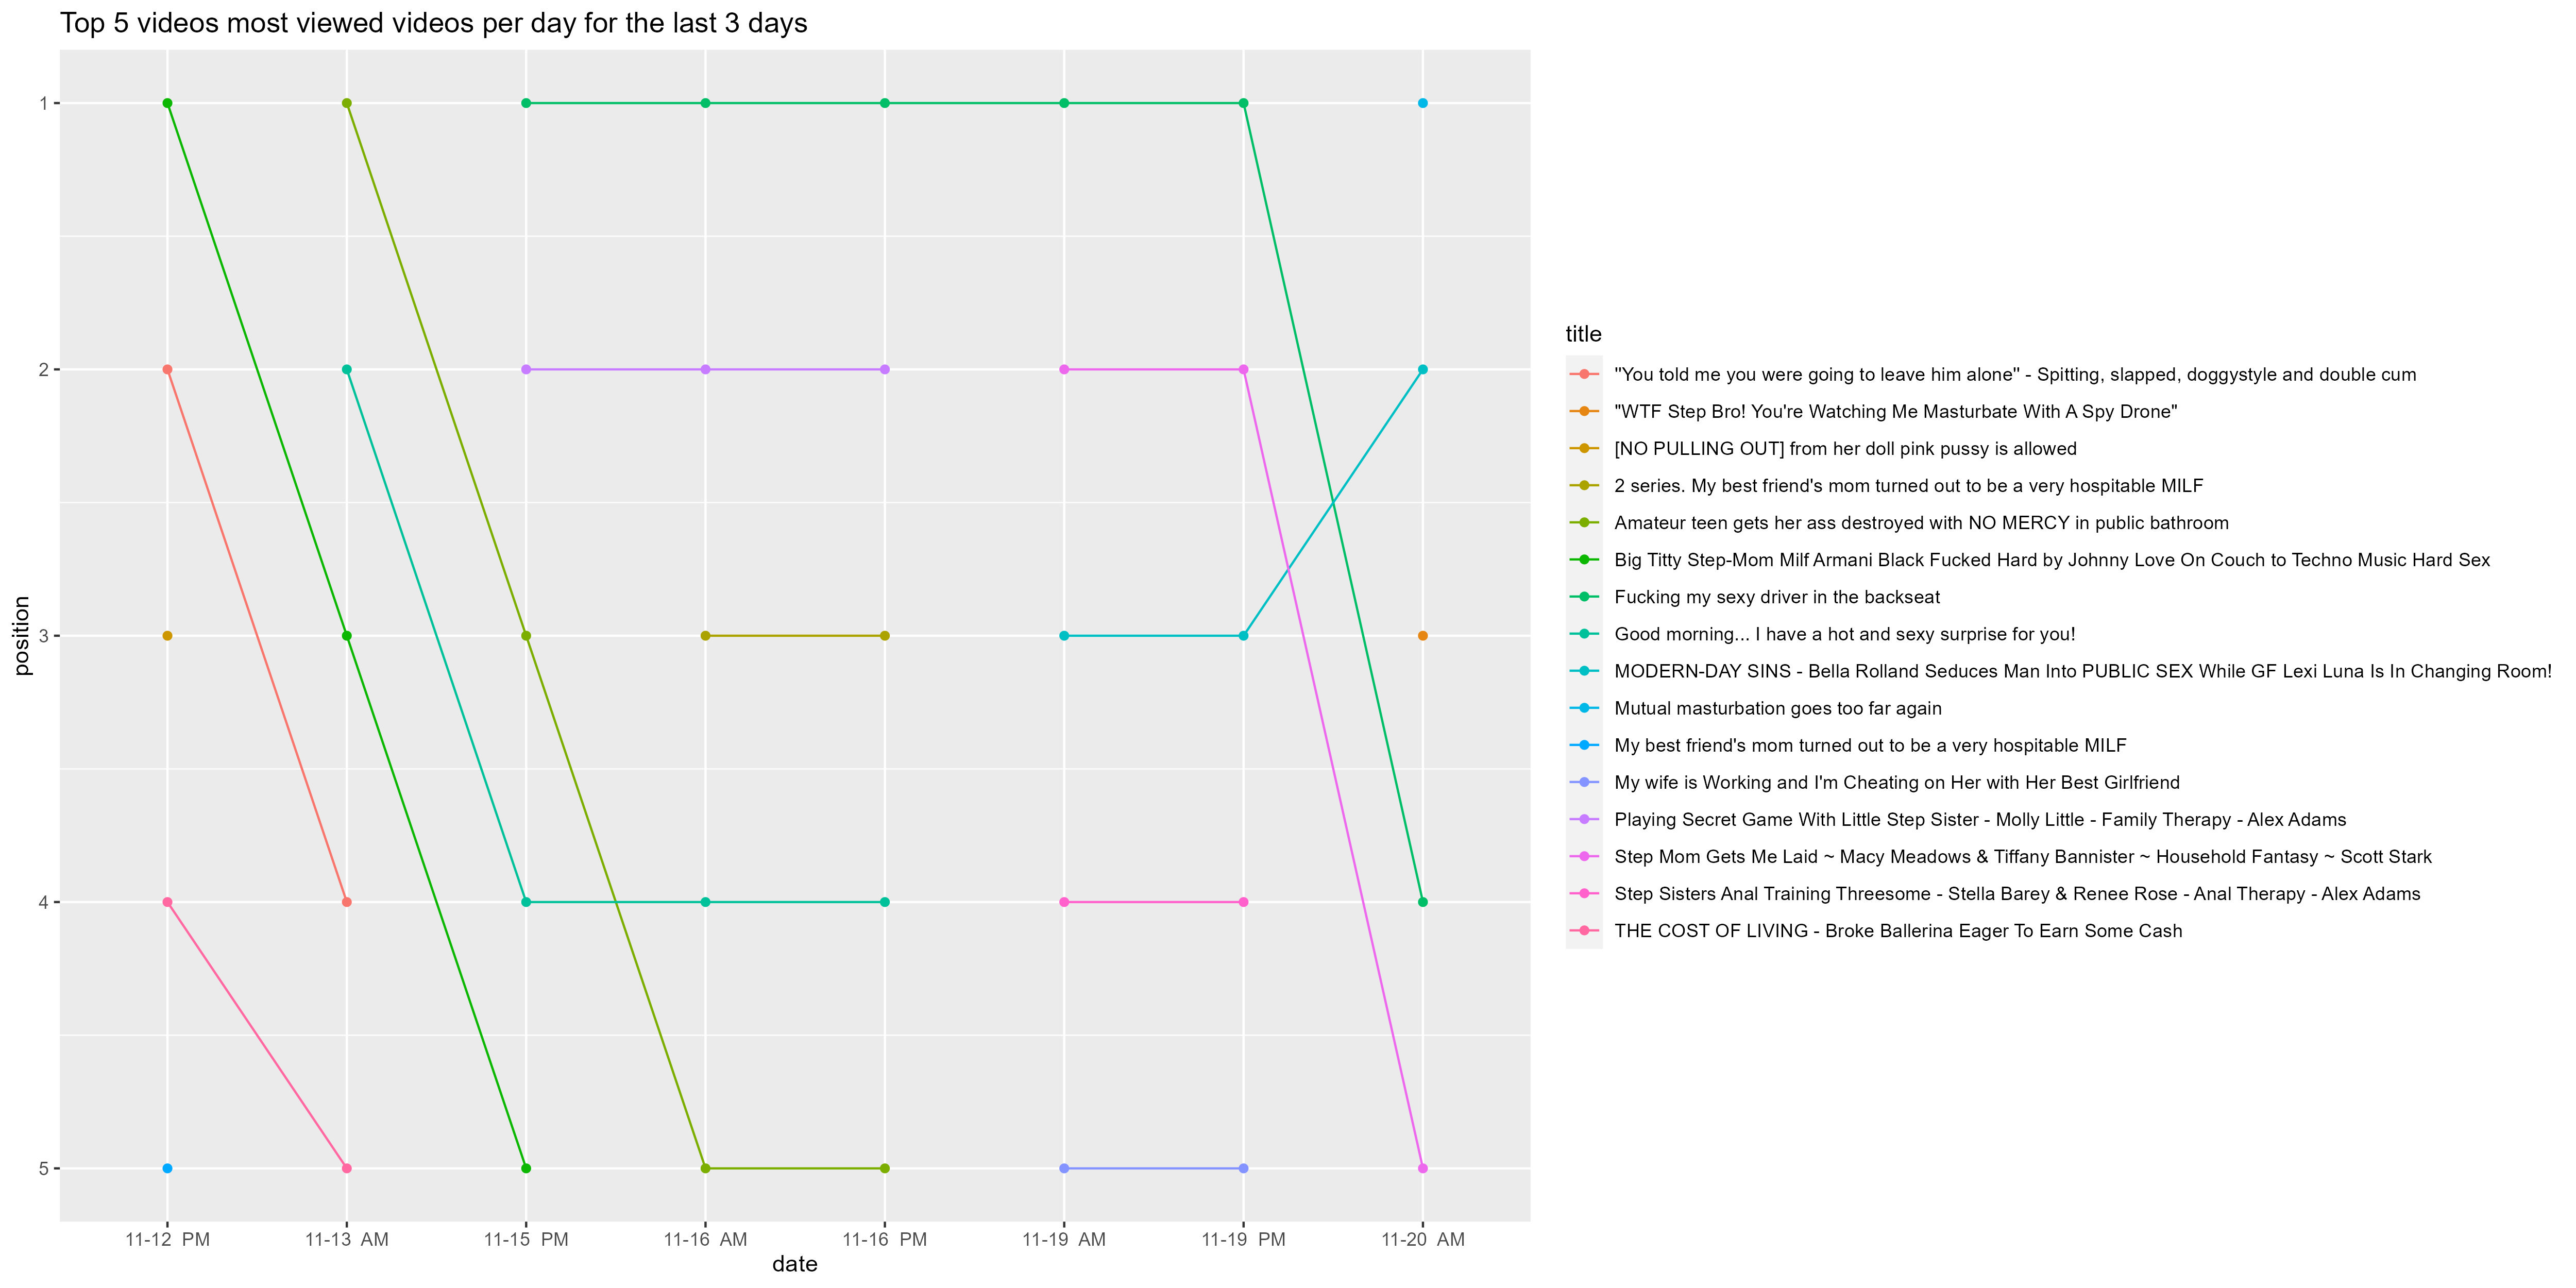 Top 5 videos most viewed videos per day for the last 3 days
1
2
3
4
5
position
11-12 PM
11-13 AM
11-15 PM
11-16 AM
11-16 PM
11-19 AM
11-19 PM
11-20 AM
date
title
"You told me you were going to leave him alone" - Spitting, slapped, doggystyle and double cum
"WTF Step Bro! You're Watching Me Masturbate With A Spy Drone"
[NO PULLING OUT] from her doll pink pussy is allowed
2 series. My best friend's mom turned out to be a very hospitable MILF
Amateur teen gets her ass destroyed with NO MERCY in public bathroom
Big Titty Step-Mom Milf Armani Black Fucked Hard by Johnny Love On Couch to Techno Music Hard Sex
Fucking my sexy driver in the backseat
Good morning... I have a hot and sexy surprise for you!
MODERN-DAY SINS - Bella Rolland Seduces Man Into PUBLIC SEX While GF Lexi Luna Is In Changing Room!
Mutual masturbation goes too far again
My best friend's mom turned out to be a very hospitable MILF
My wife is Working and I'm Cheating on Her with Her Best Girlfriend
Playing Secret Game With Little Step Sister - Molly Little - Family Therapy - Alex Adams
Step Mom Gets Me Laid ~ Macy Meadows & Tiffany Bannister ~ Household Fantasy ~ Scott Stark
Step Sisters Anal Training Threesome - Stella Barey & Renee Rose - Anal Therapy - Alex Adams
THE COST OF LIVING - Broke Ballerina Eager To Earn Some Cash